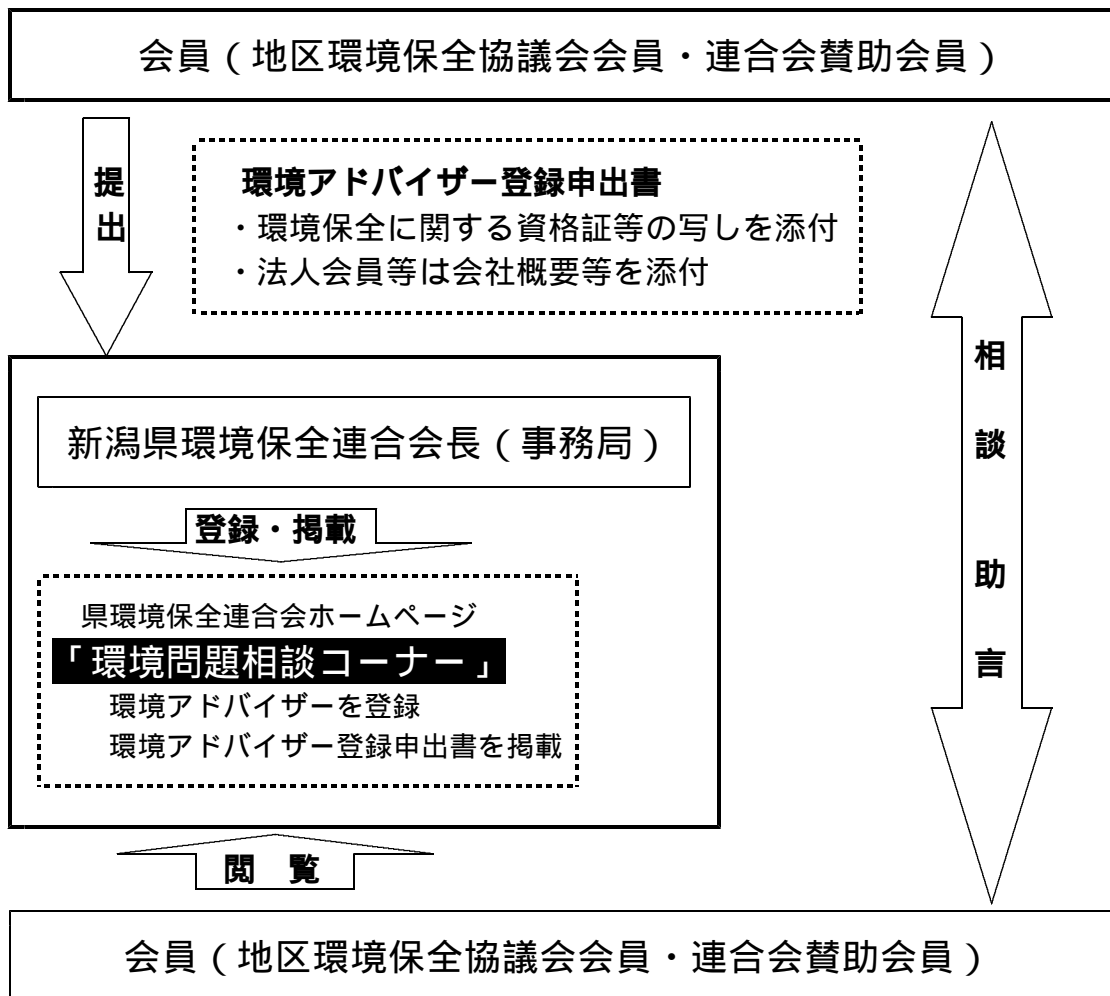 会員（地区環境保全協議会会員・連合会賛助会員）
提出
環境アドバイザー登録申出書
・環境保全に関する資格証等の写しを添付
・法人会員等は会社概要等を添付
相談　助言
新潟県環境保全連合会長（事務局）
登録・掲載
県環境保全連合会ホームページ
「環境問題相談コーナー」
環境アドバイザーを登録
環境アドバイザー登録申出書を掲載
閲　覧
会員（地区環境保全協議会会員・連合会賛助会員）